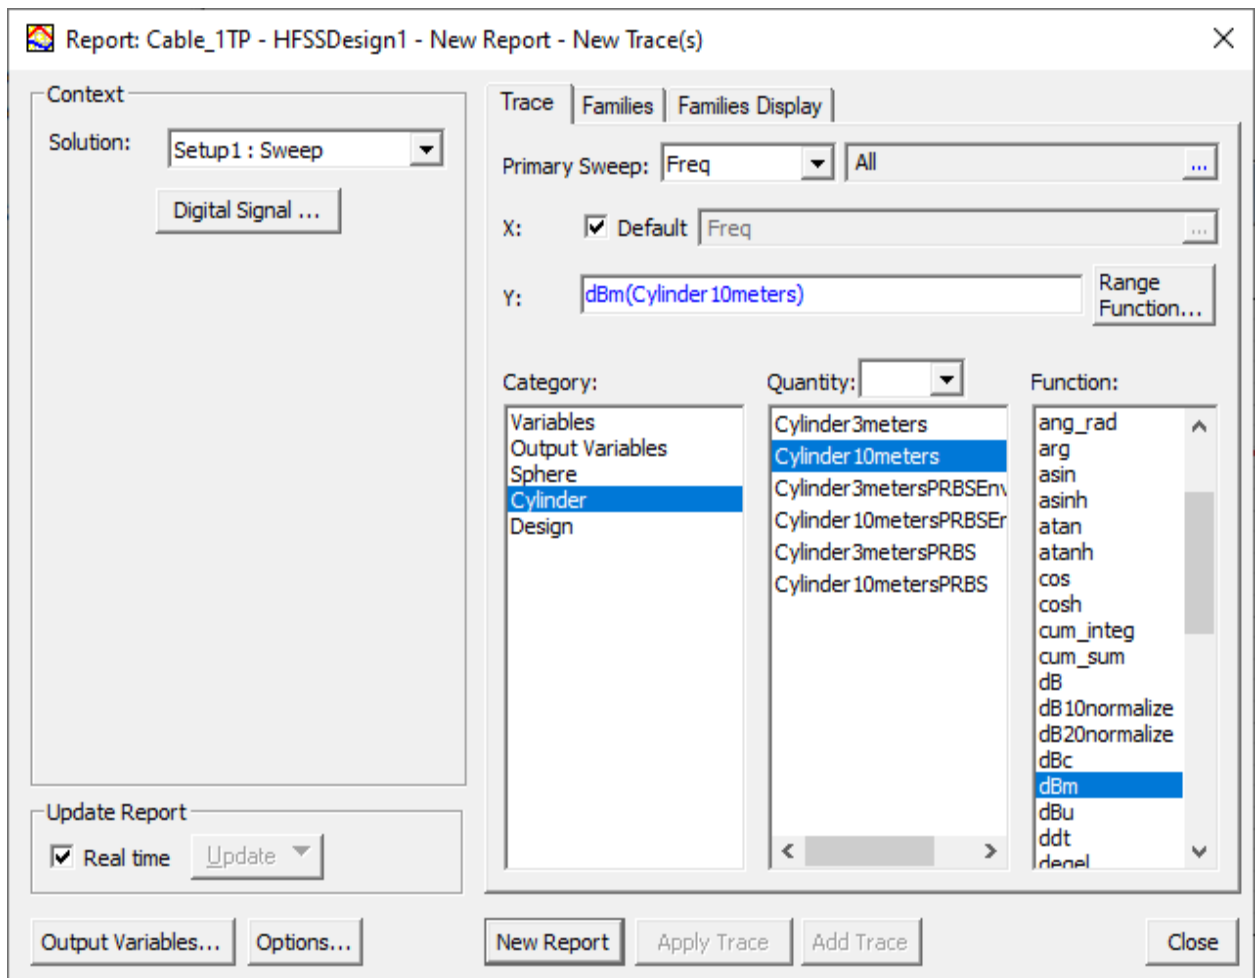 Report: Cable_1TP - HFSSDesign1 - New Report - New Trace(s)
Context
Solution:
Setup1 : Sweep
Digital Signal ...
Update Report
Real time
Update
Trace
Families
Families Display
Primary Sweep:
Freq
All
...
X:
Default
Freq
...
Y:
dBm(Cylinder10meters)
Range
Function...
Category:
Variables
Output Variables
Sphere
Cylinder
Design
Quantity:
Cylinder3meters
Cylinder10meters
Cylinder3metersPRBSEnv
Cylinder10metersPRBSEr
Cylinder3metersPRBS
Cylinder10metersPRBS
Function:
ang_rad
arg
asin
asinh
atan
atanh
cos
cosh
cum_integ
cum_sum
dB
dB10normalize
dB20normalize
dBc
dBm
dBu
ddt
degel
Output Variables...
Options...
New Report
Apply Trace
Add Trace
Close